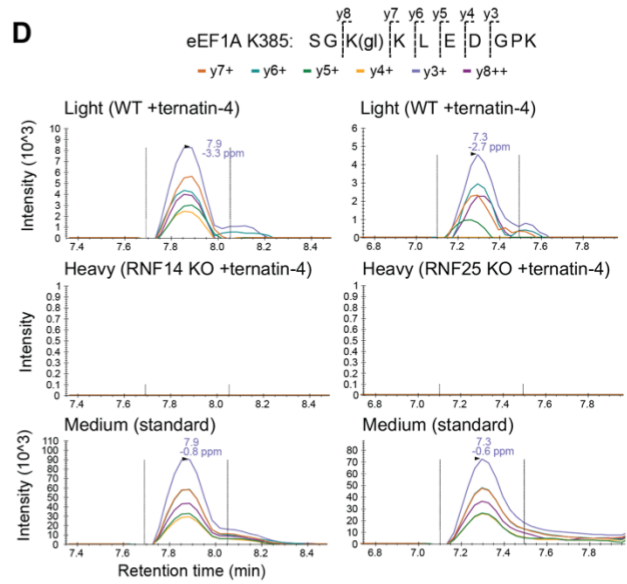 D
y8 y7 y6 y5 y4 y3
eEF1A K385: S G K(gl) K L E D G P K
y7+ y6+ y5+ y4+ y3+ y8++
Light (WT +ternatin-4)
Intensity (10^3)
10
9
8
7
6
5
4
3
2
1
0
7.9
-3.3 ppm
7.4 7.6 7.8 8.0 8.2 8.4
Light (WT +ternatin-4)
6
5
4
3
2
1
0
7.3
-2.7 ppm
6.8 7.0 7.2 7.4 7.6 7.8
Heavy (RNF14 KO +ternatin-4)
Intensity
1
0.9
0.8
0.7
0.6
0.5
0.4
0.3
0.2
0.1
0
7.4 7.6 7.8 8.0 8.2 8.4
Heavy (RNF25 KO +ternatin-4)
1
0.9
0.8
0.7
0.6
0.5
0.4
0.3
0.2
0.1
0
6.8 7.0 7.2 7.4 7.6 7.8
Medium (standard)
Intensity (10^3)
110
100
90
80
70
60
50
40
30
20
10
0
7.9
-0.8 ppm
7.4 7.6 7.8 8.0 8.2 8.4
Medium (standard)
80
70
60
50
40
30
20
10
0
7.3
-0.6 ppm
6.8 7.0 7.2 7.4 7.6 7.8
Retention time (min)